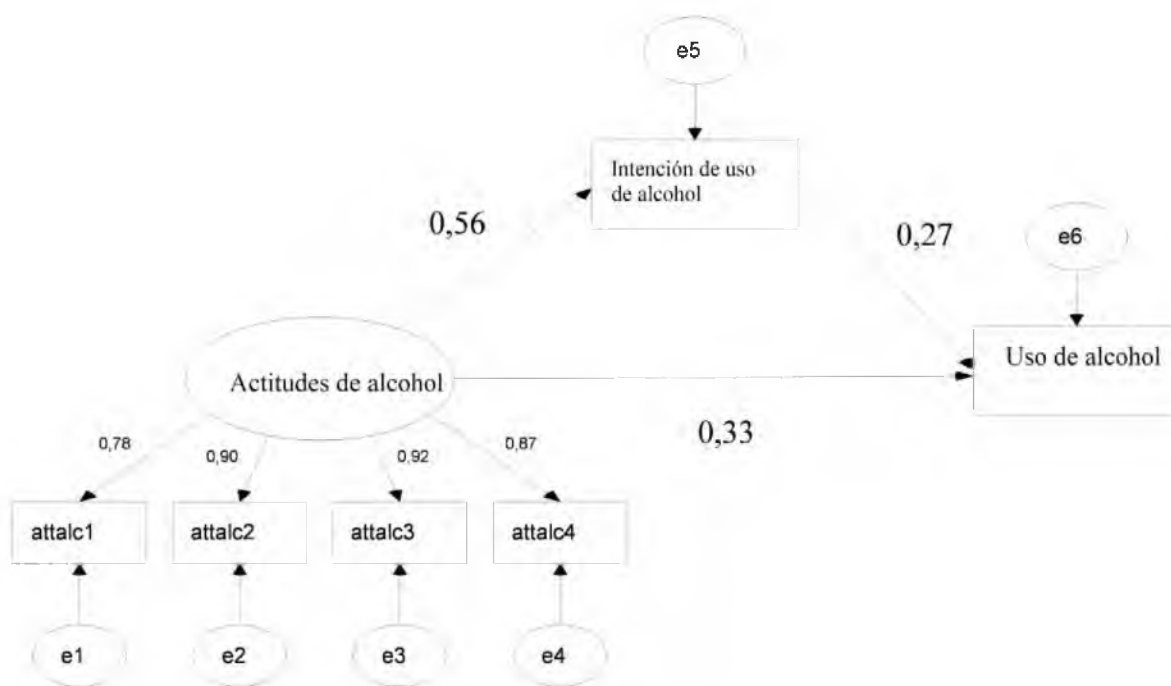 e5
Intención de uso
de alcohol
0,56
0,27
e6
Uso de alcohol
Actitudes de alcohol
0,33
0,78
0,90
0,92
0,87
attalc1
attalc2
attalc3
attalc4
e1
e2
e3
e4